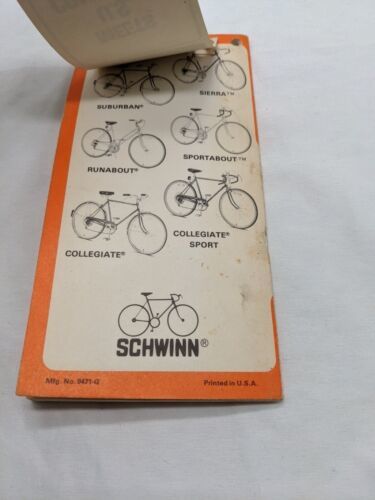 SUBURBAN®
SIERRA™
RUNABOUT®
SPORTABOUT™
COLLEGIATE®
COLLEGIATE®
SPORT
SCHWINN®
Mfg. No. 9471-G
Printed in U.S.A.